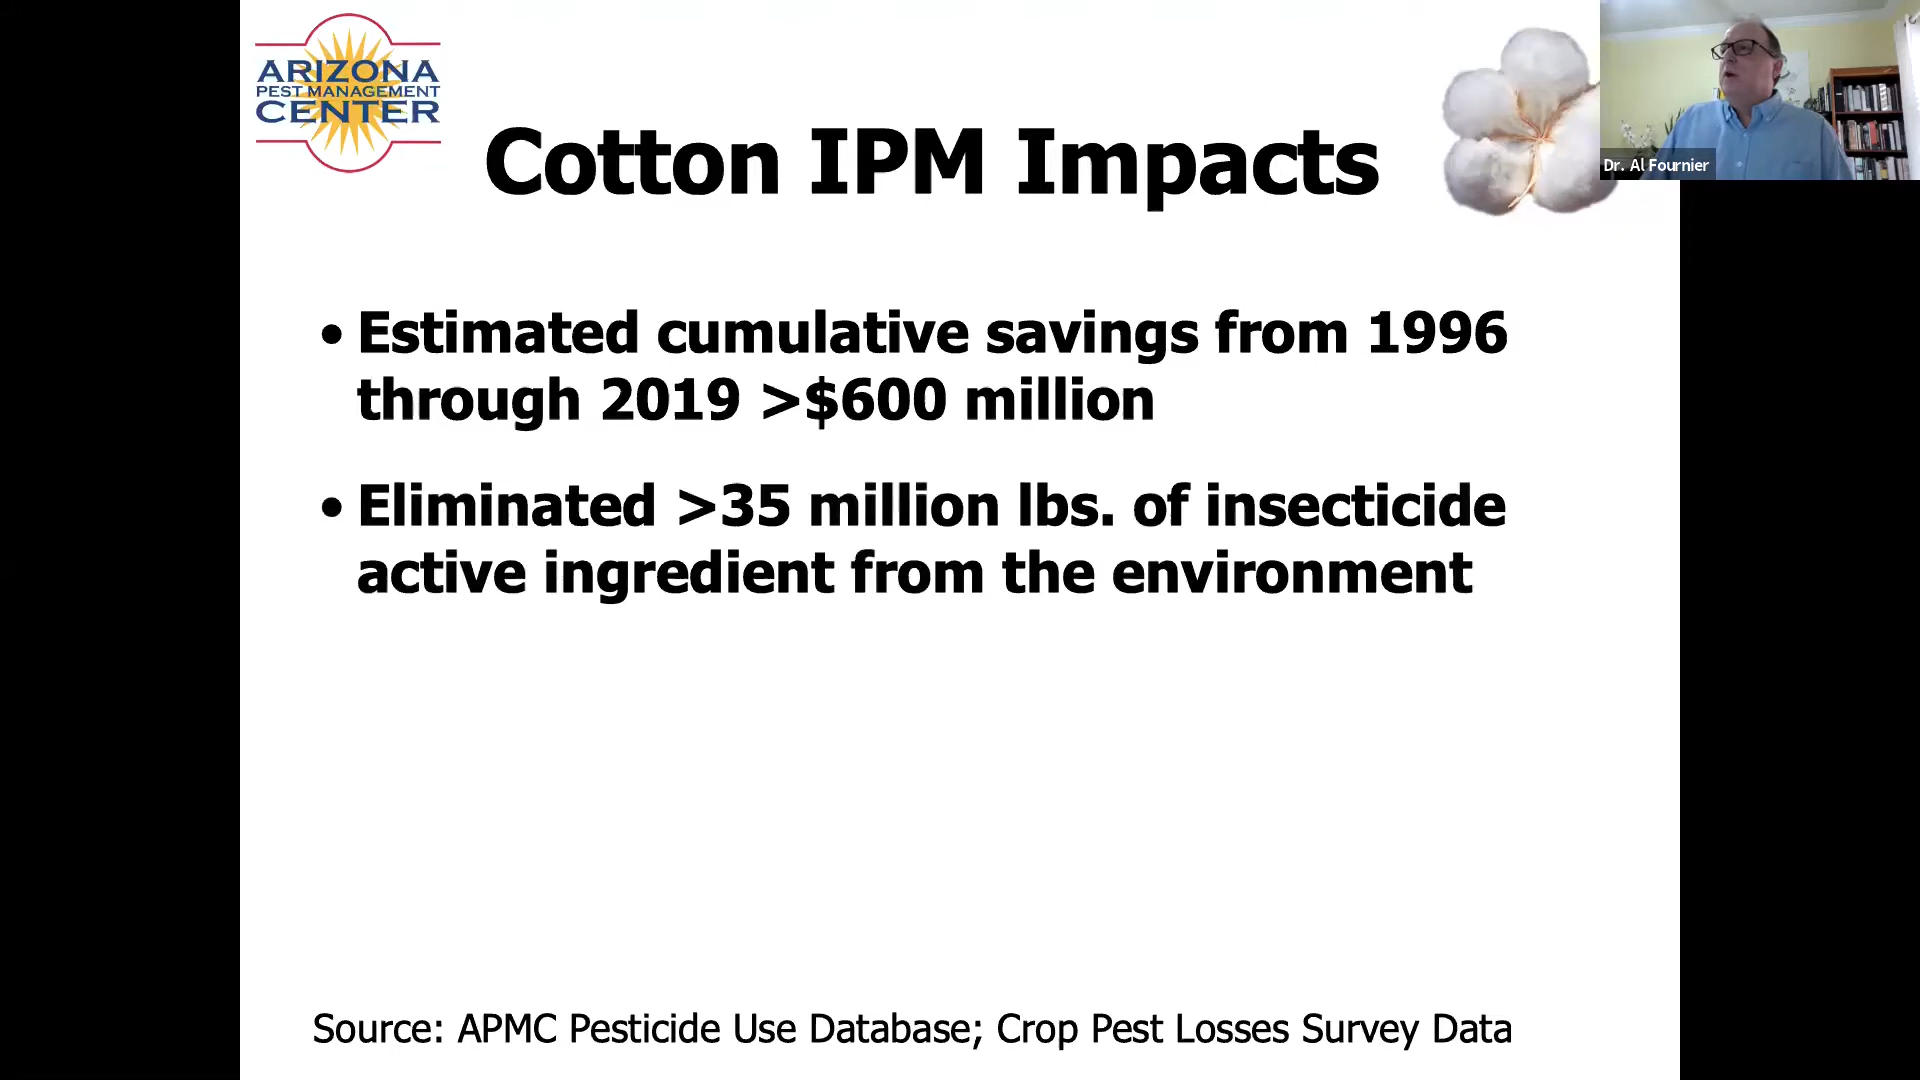 ARIZONA
PEST MANAGEMENT
CENTER
Cotton IPM Impacts
Dr. Al Fournier
• Estimated cumulative savings from 1996
through 2019 >$600 million
• Eliminated >35 million lbs. of insecticide
active ingredient from the environment
Source: APMC Pesticide Use Database; Crop Pest Losses Survey Data